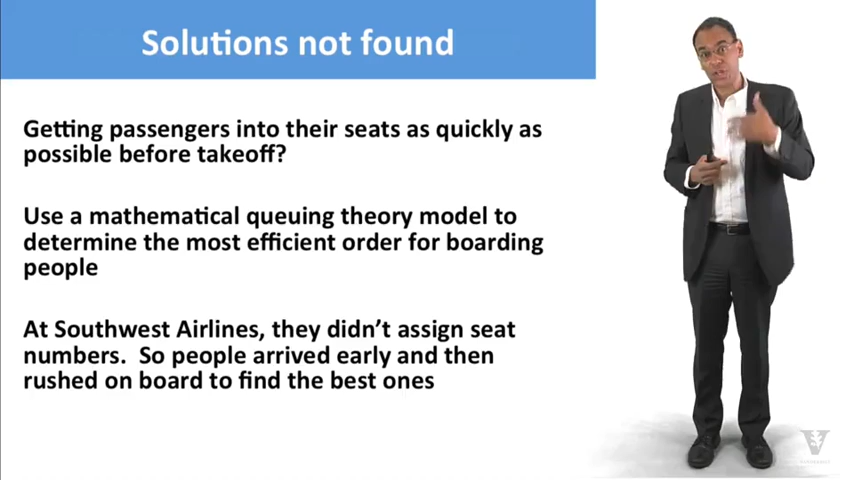 Solutions not found
Getting passengers into their seats as quickly as
possible before takeoff?
Use a mathematical queuing theory model to
determine the most efficient order for boarding
people
At Southwest Airlines, they didn’t assign seat
numbers.  So people arrived early and then
rushed on board to find the best ones